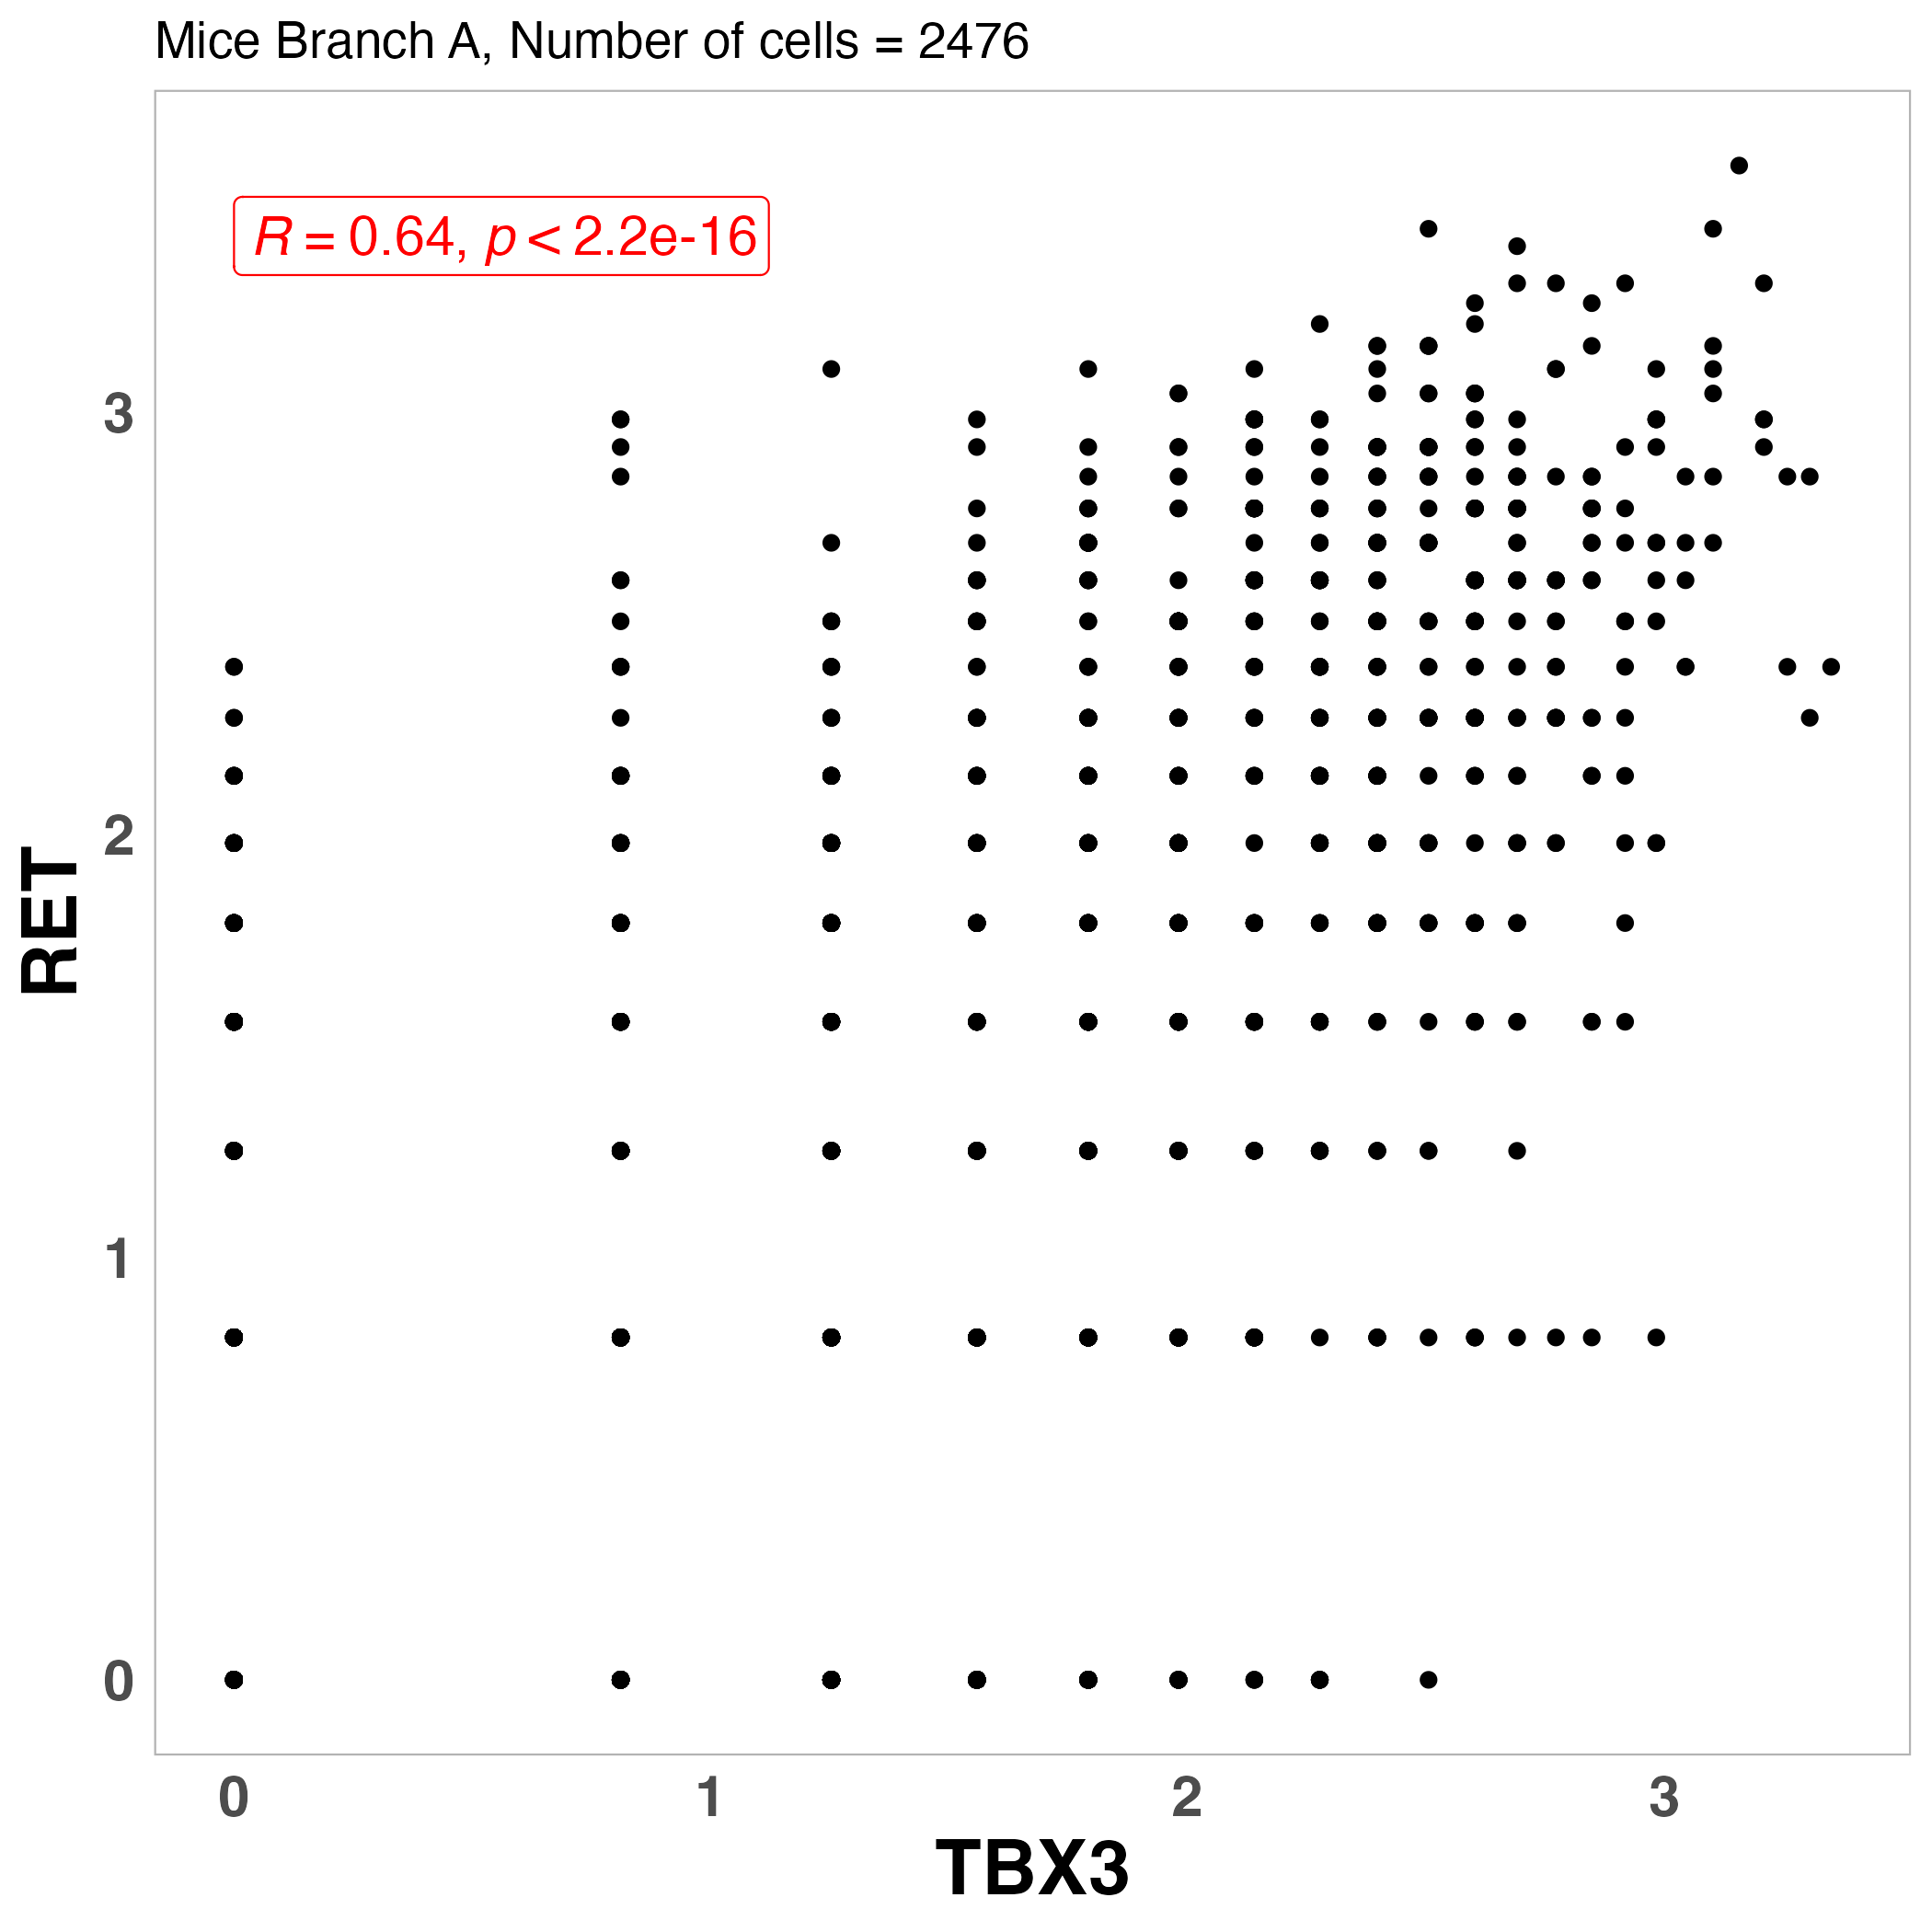 Mice Branch A, Number of cells = 2476
R = 0.64, p < 2.2e-16
3
2
1
0
RET
0 1 2 3
TBX3